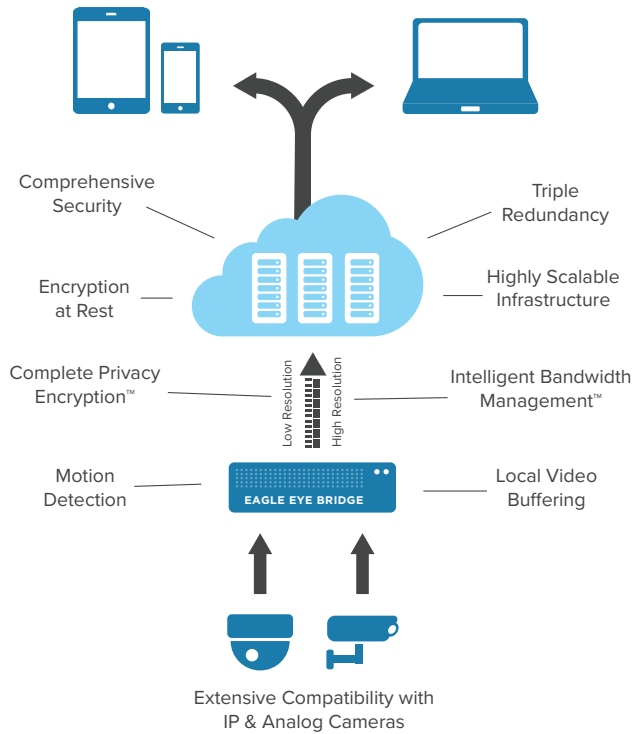 Comprehensive
Security
Triple
Redundancy
Encryption
at Rest
Highly Scalable
Infrastructure
Complete Privacy
Encryption™
Low Resolution
High Resolution
Intelligent Bandwidth
Management™
Motion
Detection
EAGLE EYE BRIDGE
Local Video
Buffering
Extensive Compatibility with
IP & Analog Cameras